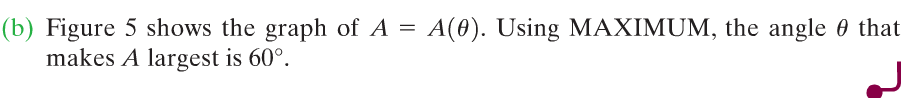 (b) Figure 5 shows the graph of A = A(θ). Using MAXIMUM, the angle θ that
makes A largest is 60°.